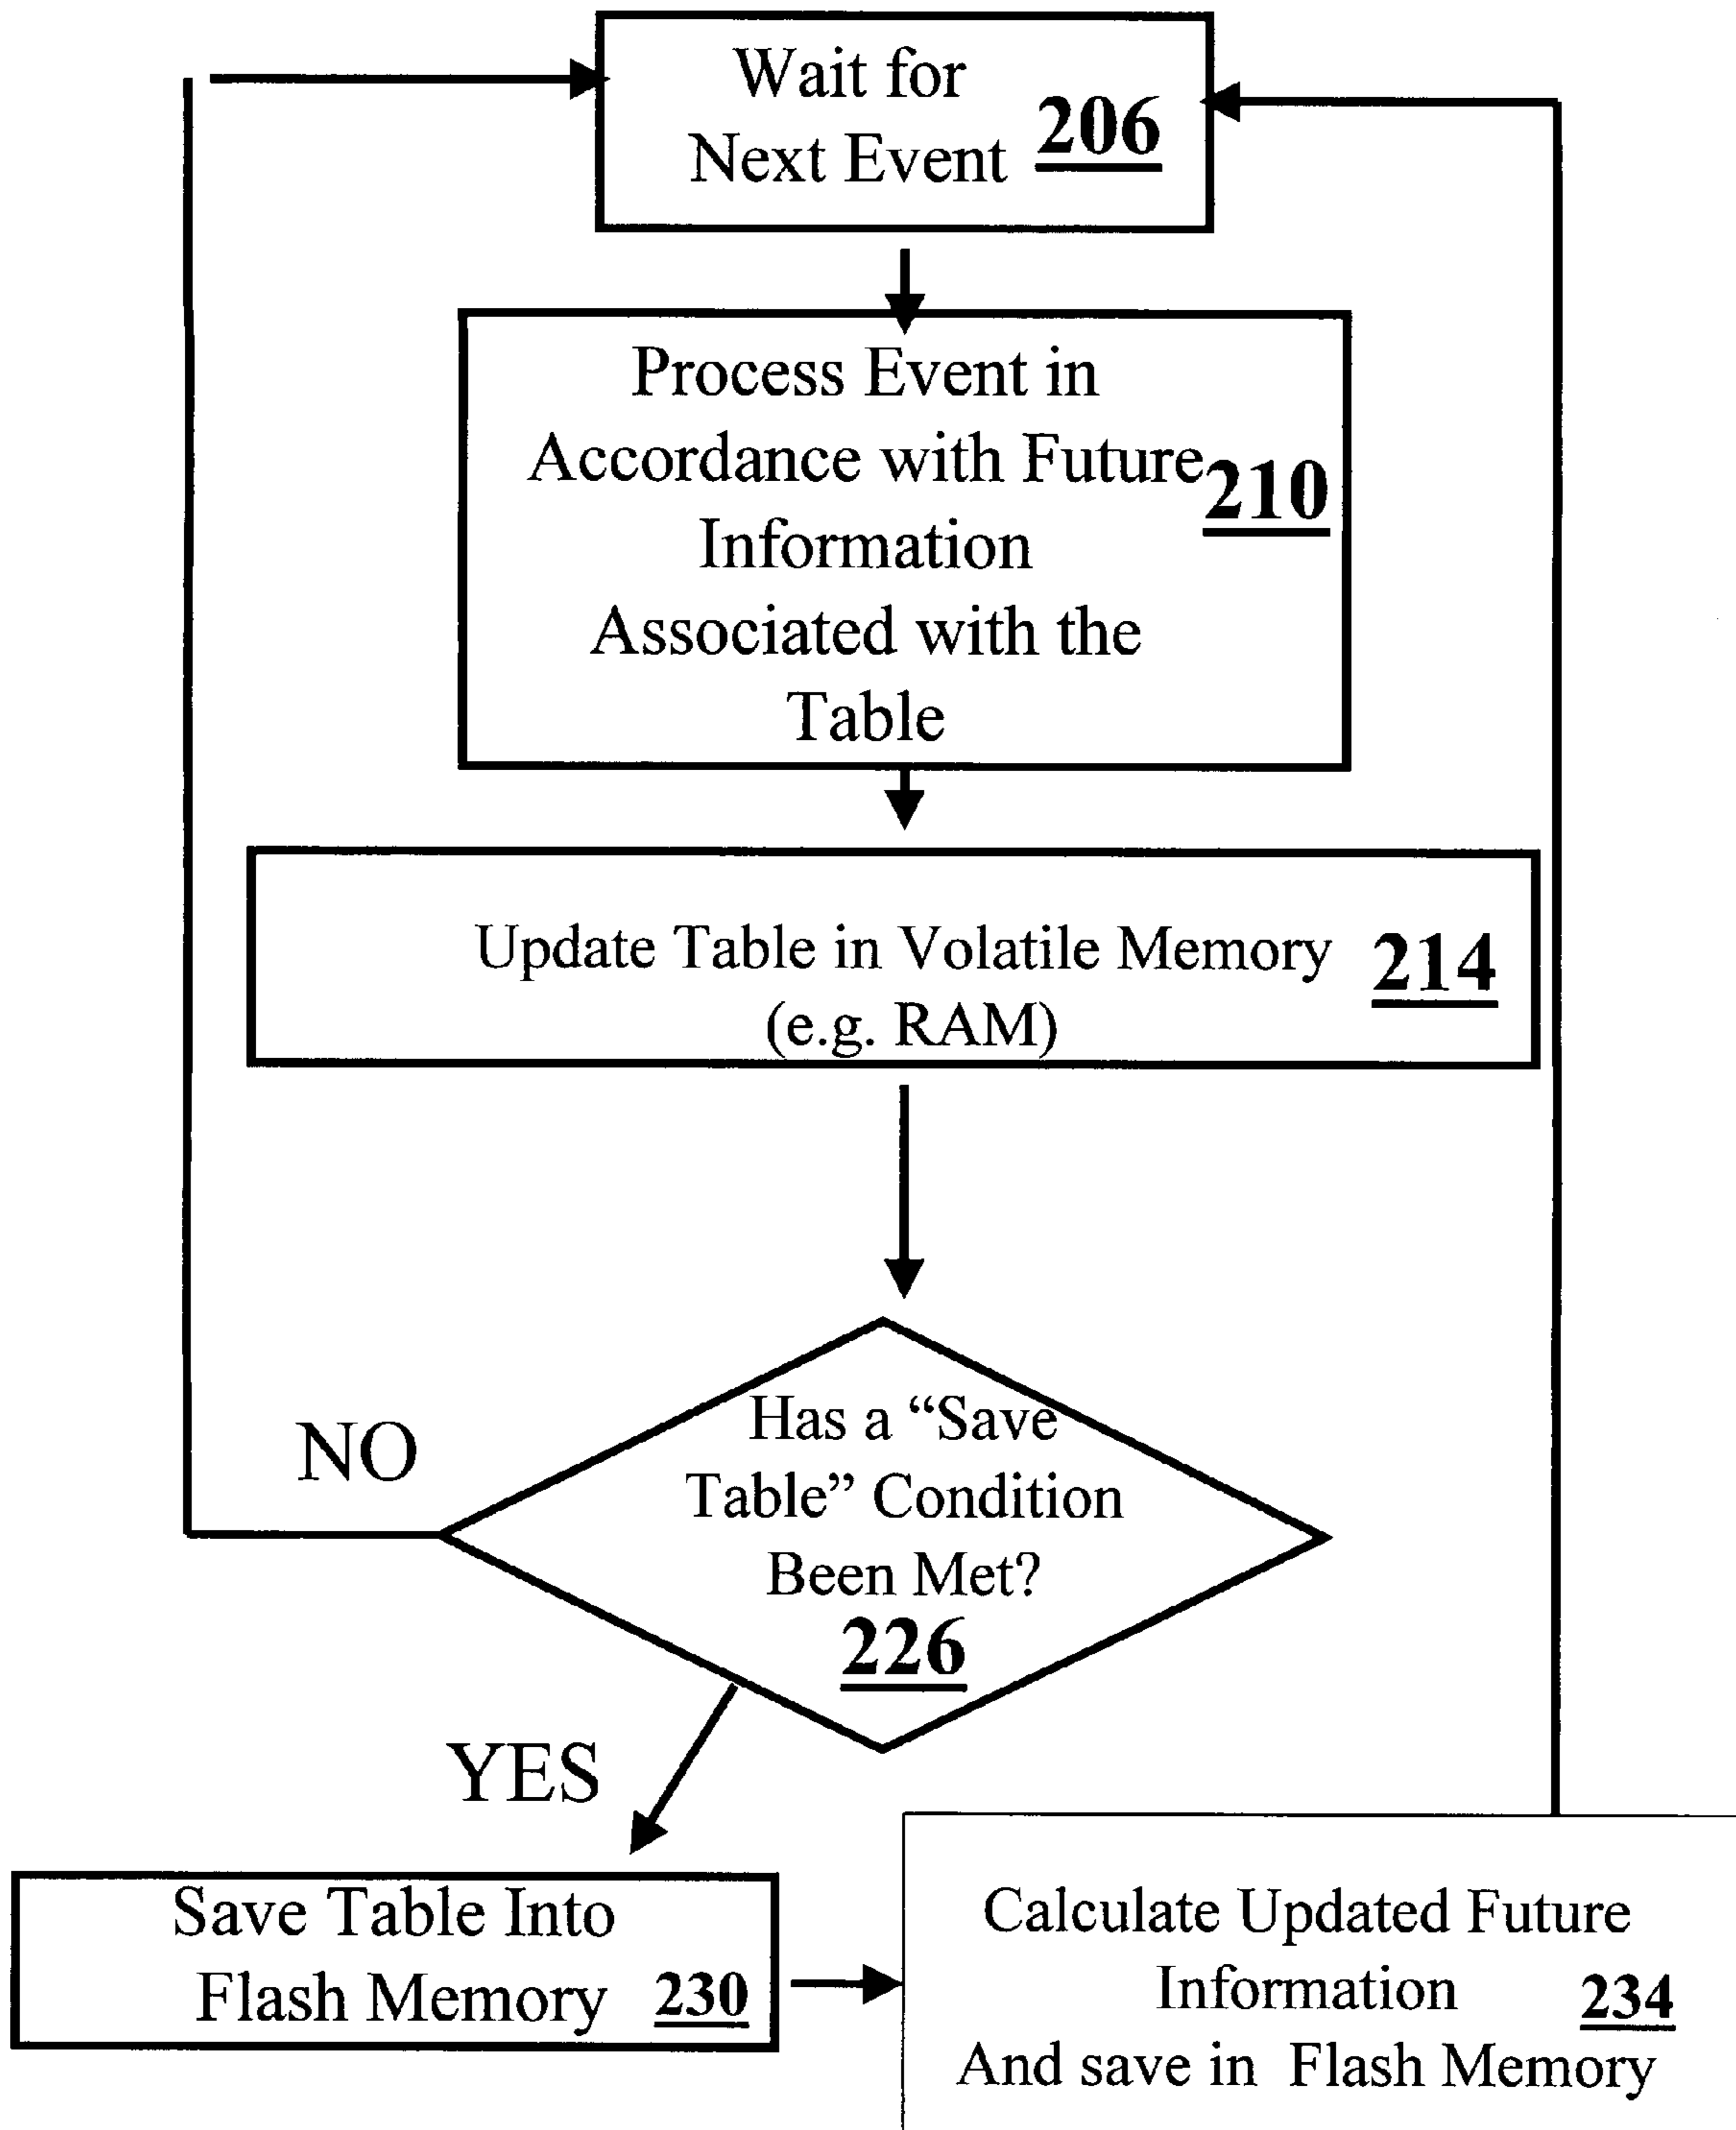 Wait for
Next Event 206
Process Event in
Accordance with Future 210
Information
Associated with the
Table
Update Table in Volatile Memory 214
(e.g. RAM)
Has a “Save
Table” Condition
Been Met?
226
NO
YES
Save Table Into
Flash Memory 230
Calculate Updated Future
Information 234
And save in Flash Memory